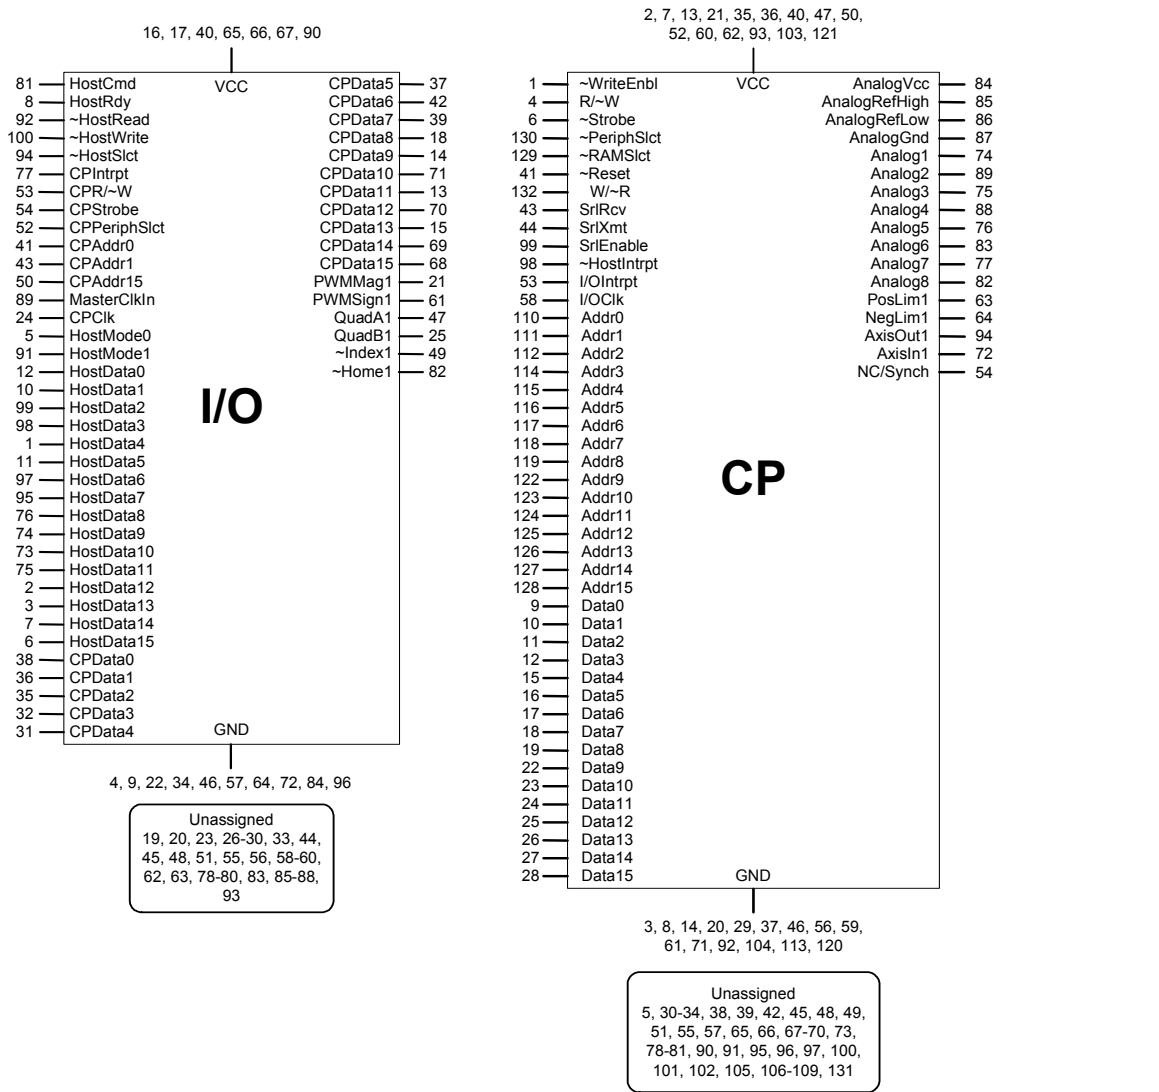 16, 17, 40, 65, 66, 67, 90
VCC
81 HostCmd
8 HostRdy
92 ~HostRead
100 ~HostWrite
94 ~HostSlct
77 CPIntrpt
53 CPR/~W
54 CPStrobe
52 CPPeriphSlct
41 CPAddr0
43 CPAddr1
50 CPAddr15
89 MasterClkIn
24 CPClk
5 HostMode0
91 HostMode1
12 HostData0
10 HostData1
99 HostData2
98 HostData3
1 HostData4
11 HostData5
97 HostData6
95 HostData7
76 HostData8
74 HostData9
73 HostData10
75 HostData11
2 HostData12
3 HostData13
7 HostData14
6 HostData15
38 CPData0
36 CPData1
35 CPData2
32 CPData3
31 CPData4
CPData5 37
CPData6 42
CPData7 39
CPData8 18
CPData9 14
CPData10 71
CPData11 13
CPData12 70
CPData13 15
CPData14 69
CPData15 68
PWMMag1 21
PWMSign1 61
QuadA1 47
QuadB1 25
~Index1 49
~Home1 82
I/O
GND
4, 9, 22, 34, 46, 57, 64, 72, 84, 96
Unassigned
19, 20, 23, 26-30, 33, 44,
45, 48, 51, 55, 56, 58-60,
62, 63, 78-80, 83, 85-88,
93
2, 7, 13, 21, 35, 36, 40, 47, 50,
52, 60, 62, 93, 103, 121
VCC
1 ~WriteEnbl
4 R/~W
6 ~Strobe
130 ~PeriphSlct
129 ~RAMSlct
41 ~Reset
132 W/~R
43 SrlRcv
44 SrlXmt
99 SrlEnable
98 ~HostIntrpt
53 I/OIntrpt
58 I/OClk
110 Addr0
111 Addr1
112 Addr2
114 Addr3
115 Addr4
116 Addr5
117 Addr6
118 Addr7
119 Addr8
122 Addr9
123 Addr10
124 Addr11
125 Addr12
126 Addr13
127 Addr14
128 Addr15
9 Data0
10 Data1
11 Data2
12 Data3
15 Data4
16 Data5
17 Data6
18 Data7
19 Data8
22 Data9
23 Data10
24 Data11
25 Data12
26 Data13
27 Data14
28 Data15
AnalogVcc 84
AnalogRefHigh 85
AnalogRefLow 86
AnalogGnd 87
Analog1 74
Analog2 89
Analog3 75
Analog4 88
Analog5 76
Analog6 83
Analog7 77
Analog8 82
PosLim1 63
NegLim1 64
AxisOut1 94
AxisIn1 72
NC/Synch 54
CP
GND
3, 8, 14, 20, 29, 37, 46, 56, 59,
61, 71, 92, 104, 113, 120
Unassigned
5, 30-34, 38, 39, 42, 45, 48, 49,
51, 55, 57, 65, 66, 67-70, 73,
78-81, 90, 91, 95, 96, 97, 100,
101, 102, 105, 106-109, 131